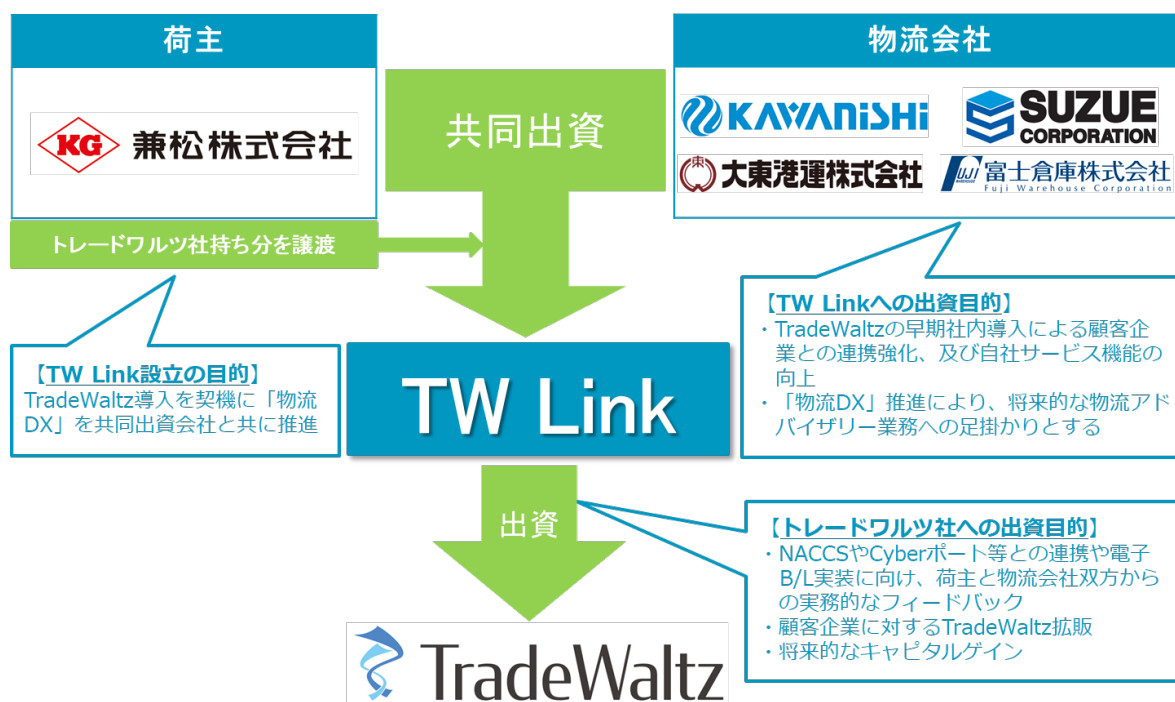 荷主
KG 兼松株式会社
トレードワルツ社持ち分を譲渡
共同出資
物流会社
KAWANiSHi
SUZUE
CORPORATION
東 大東港運株式会社
FUJI WAREHOUSE 富士倉庫株式会社
Fuji Warehouse Corporation
【TW Link設立の目的】
TradeWaltz導入を契機に「物流
DX」を共同出資会社と共に推進
TW Link
【TW Linkへの出資目的】
・TradeWaltzの早期社内導入による顧客企
業との連携強化、及び自社サービス機能の
向上
・「物流DX」推進により、将来的な物流アド
バイザリー業務への足掛かりとする
出資
【トレードワルツ社への出資目的】
・NACCSやCyberポート等との連携や電子
B/L実装に向け、荷主と物流会社双方から
の実務的なフィードバック
・顧客企業に対するTradeWaltz拡販
・将来的なキャピタルゲイン
TradeWaltz